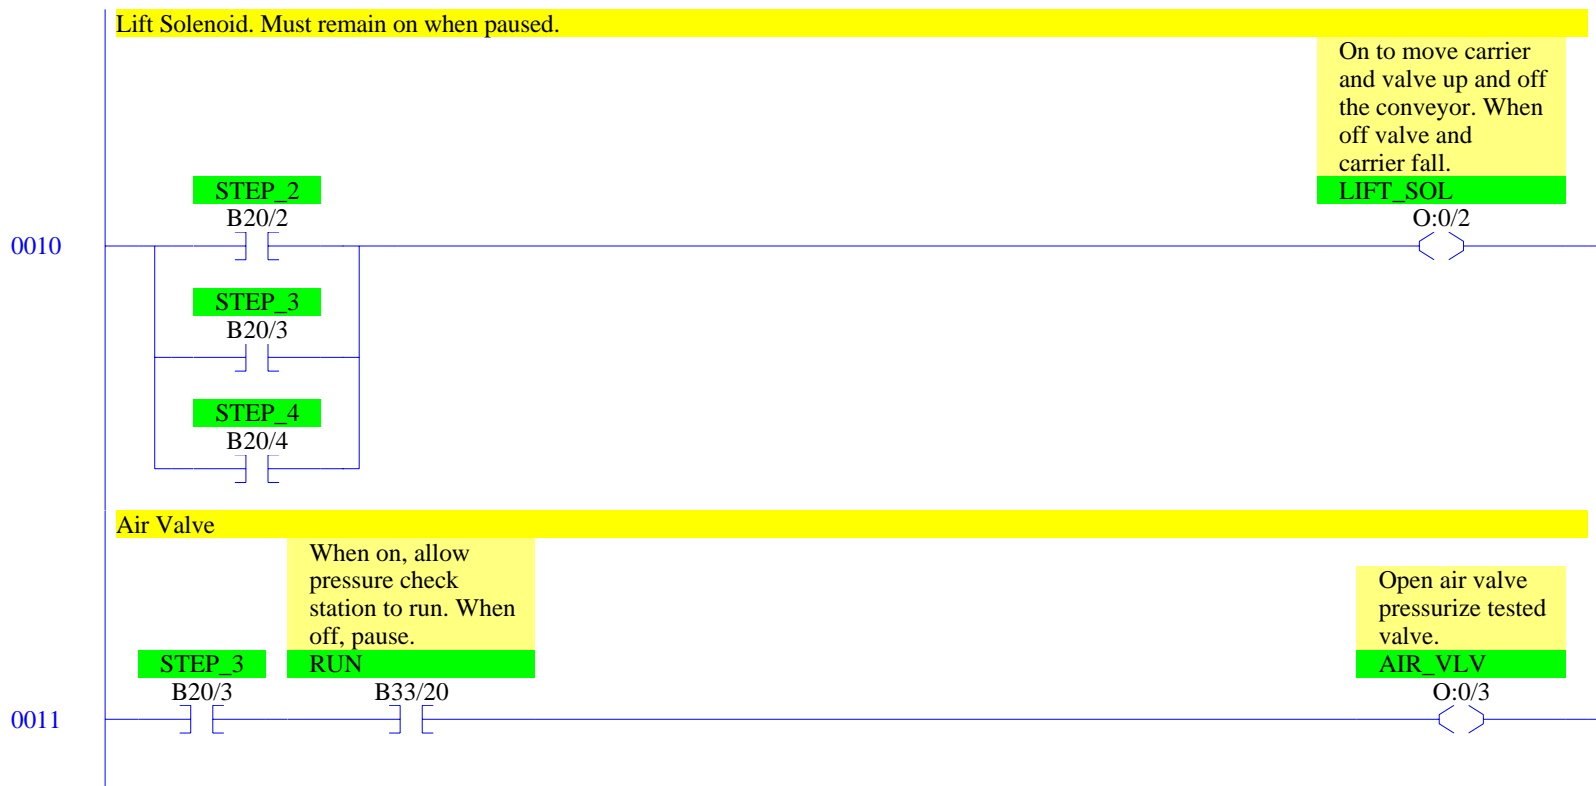 Lift Solenoid. Must remain on when paused.
On to move carrier
and valve up and off
the conveyor. When
off valve and
carrier fall.
STEP_2
LIFT_SOL
B20/2
O:0/2
0010
STEP_3
B20/3
STEP_4
B20/4
Air Valve
When on, allow
pressure check
station to run. When
off, pause.
Open air valve
pressurize tested
valve.
STEP_3
RUN
AIR_VLV
B20/3
B33/20
O:0/3
0011